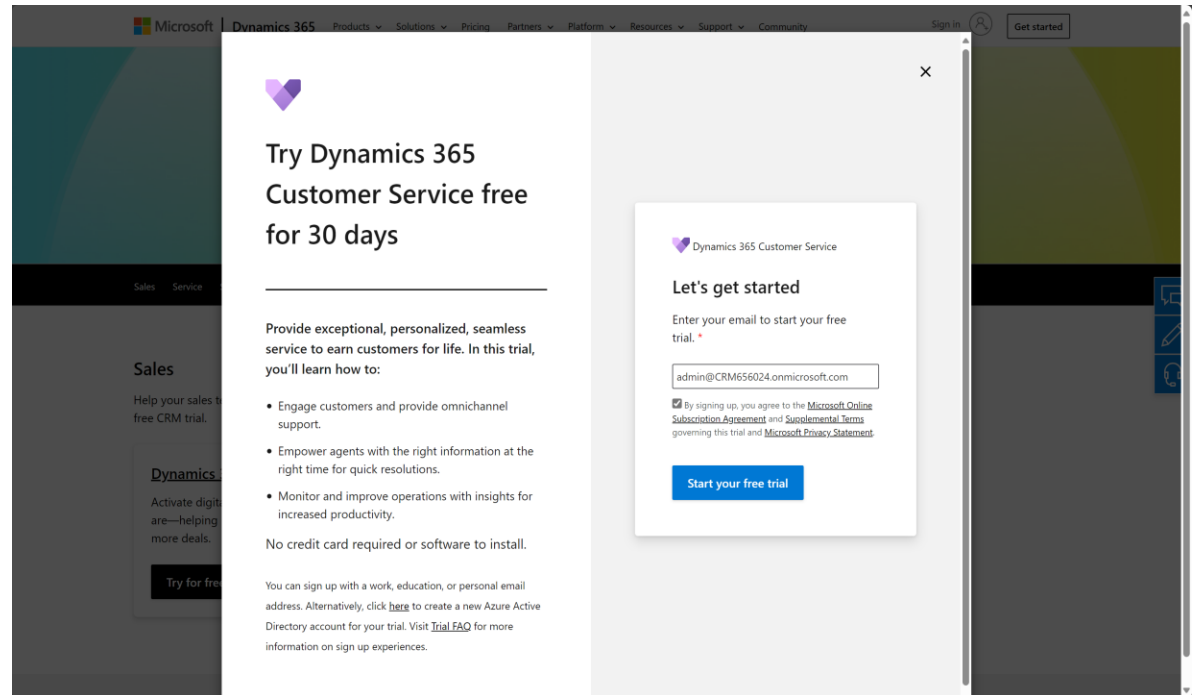 Microsoft
Dynamics 365
Products
Solutions
Pricing
Partners
Platform
Resources
Support
Community
Sign in
Get started
Try Dynamics 365
Customer Service free
for 30 days
Provide exceptional, personalized, seamless
service to earn customers for life. In this trial,
you'll learn how to:
• Engage customers and provide omnichannel
support.
• Empower agents with the right information at the
right time for quick resolutions.
• Monitor and improve operations with insights for
increased productivity.
No credit card required or software to install.
You can sign up with a work, education, or personal email
address. Alternatively, click here to create a new Azure Active
Directory account for your trial. Visit Trial FAQ for more
information on sign up experiences.
Dynamics 365 Customer Service
Let's get started
Enter your email to start your free
trial. *
admin@CRM656024.onmicrosoft.com
By signing up, you agree to the Microsoft Online
Subscription Agreement and Supplemental Terms
governing this trial and Microsoft Privacy Statement.
Start your free trial
Sales Service
Sales
Help your sales
free CRM trial.
Dynamics
Activate
are—helping
more deals.
Try for